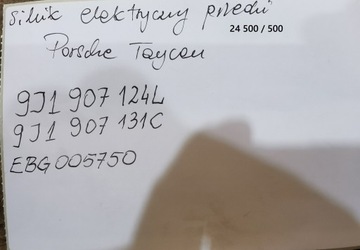 silnik elektryczny przedni
24 500 / 500
Porsche Taycan
9J1 907 124L
9J1 907 131C
EBG005750